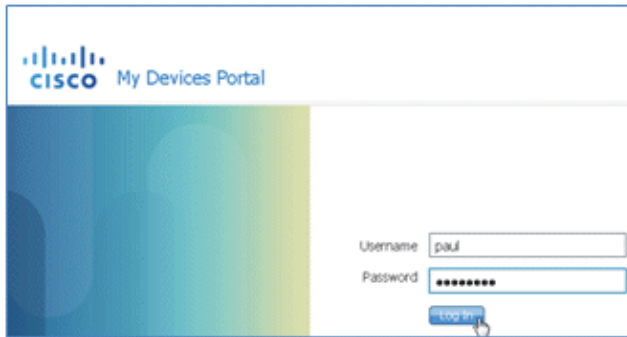 CISCO My Devices Portal
Username paul
Password ••••••••
Log In